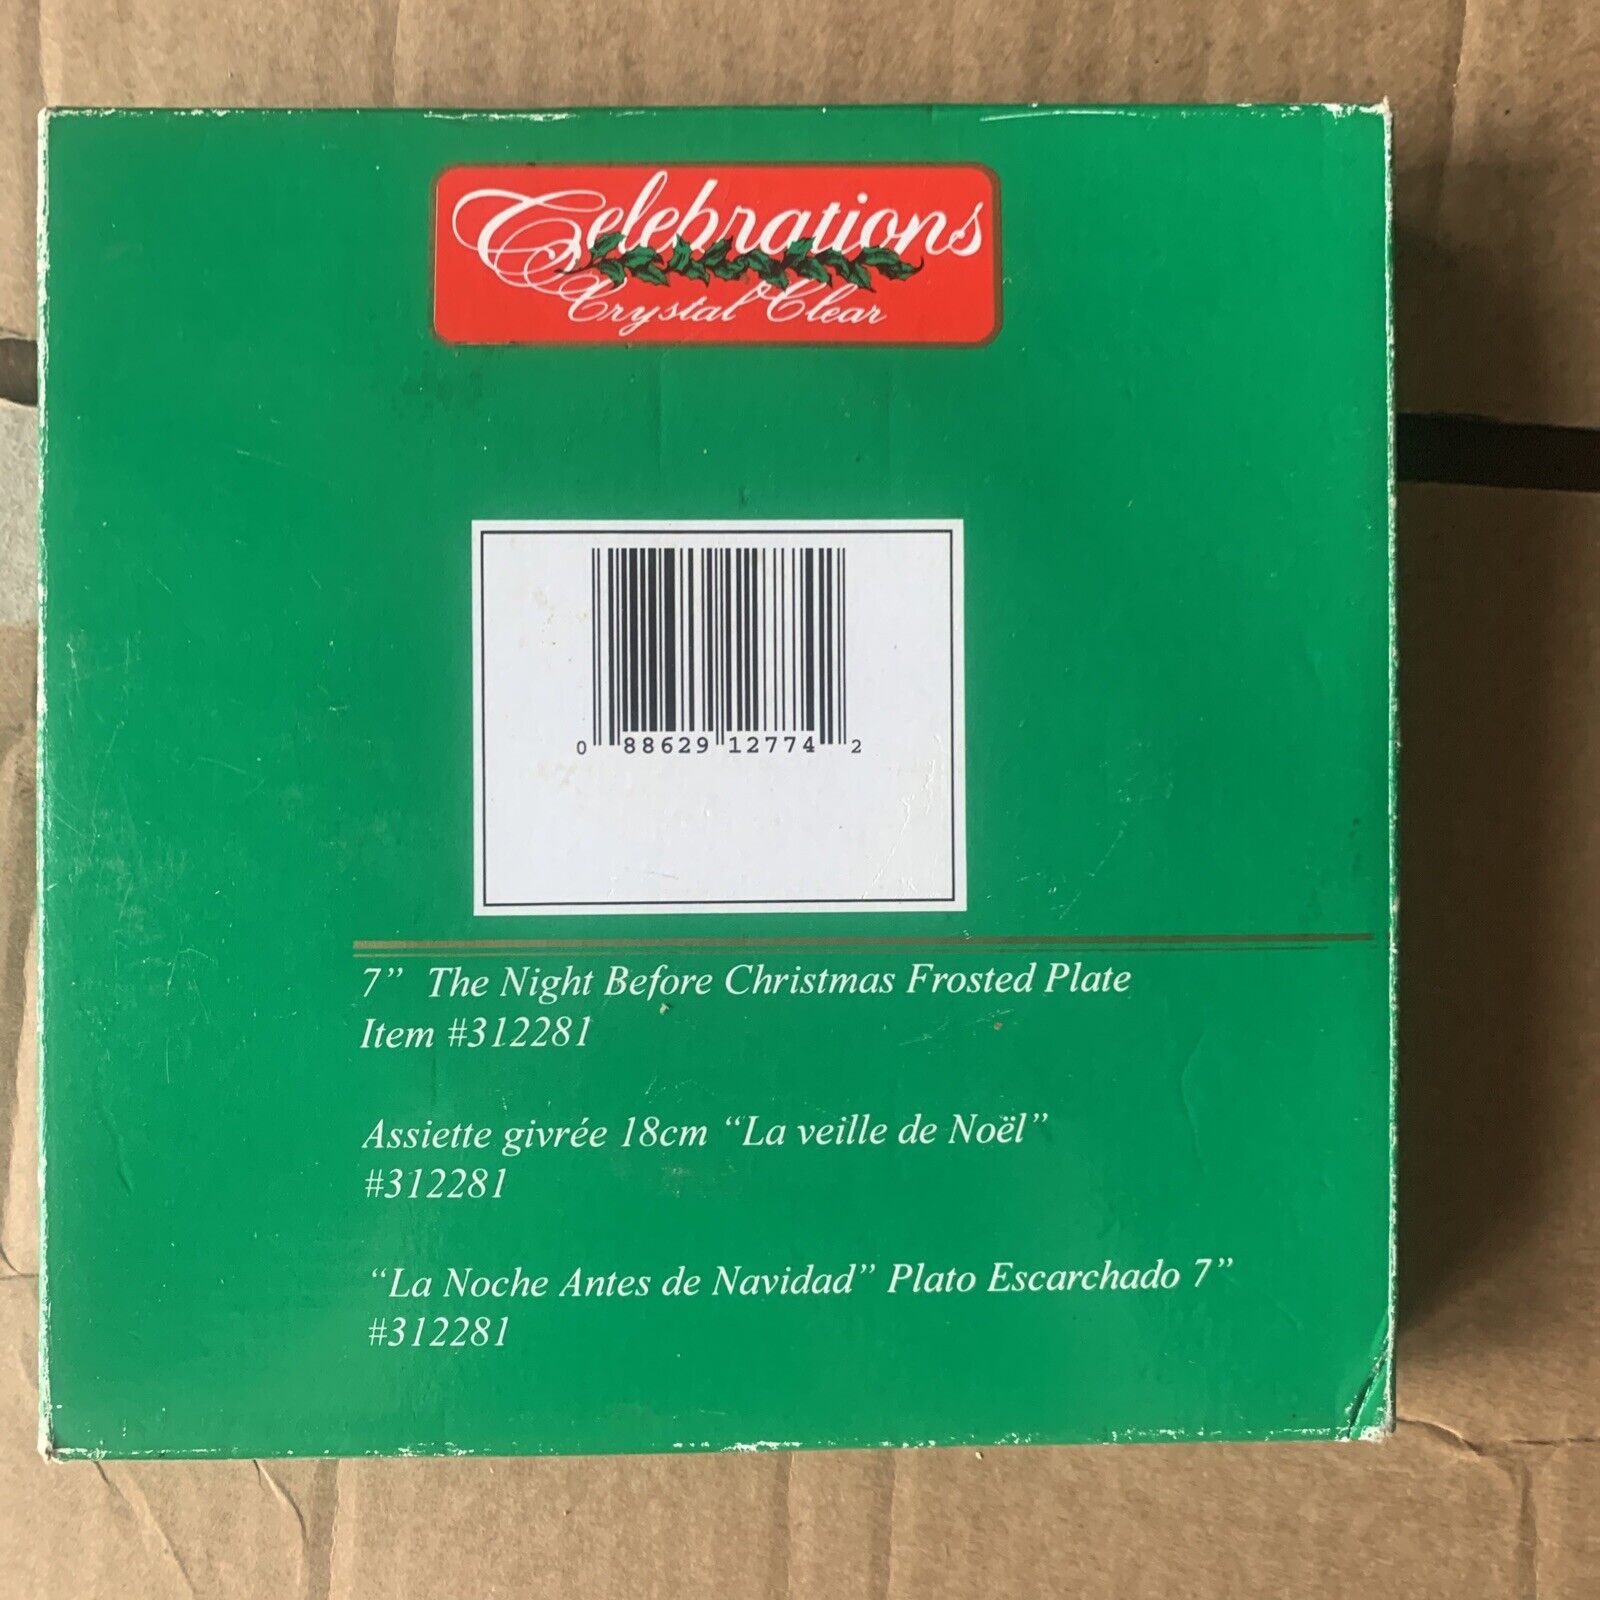 Celebrations
Crystal Clear
0 88629 12774 2
7” The Night Before Christmas Frosted Plate
Item #312281
Assiette givrée 18cm “La veille de Noël”
#312281
“La Noche Antes de Navidad” Plato Escarchado 7”
#312281